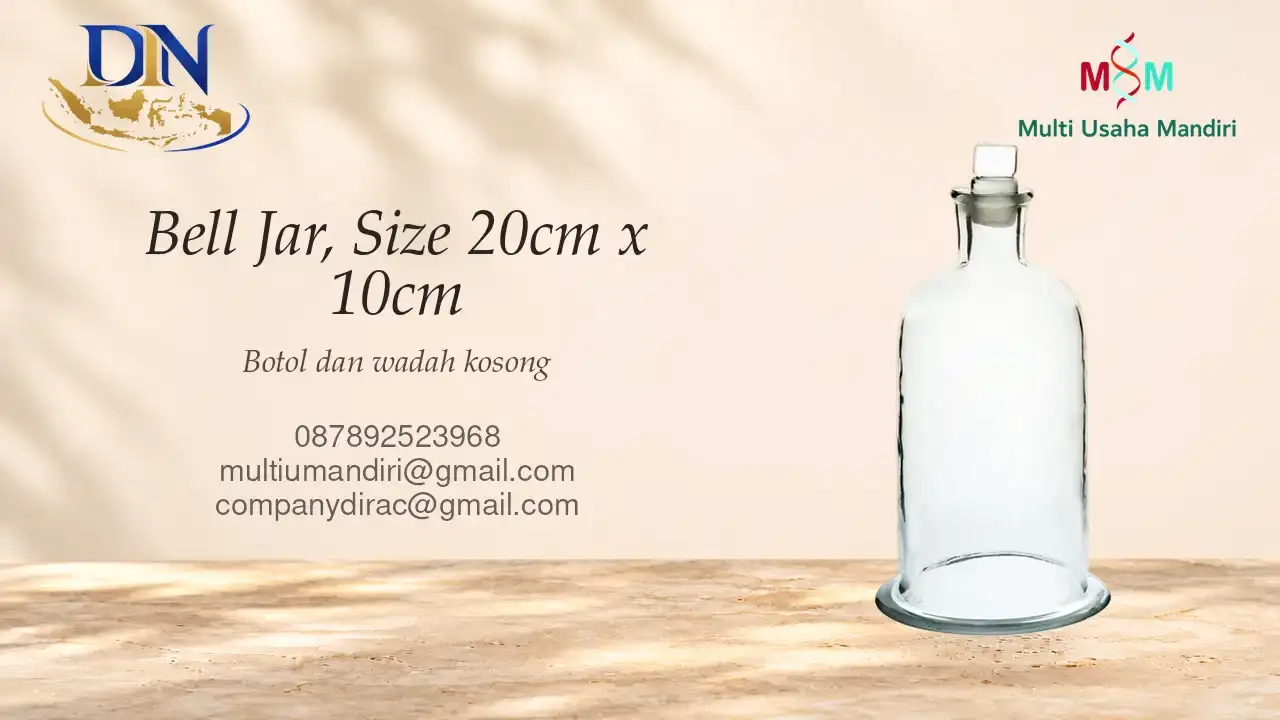 DN
M M
Multi Usaha Mandiri
Bell Jar, Size 20cm x
10cm
Botol dan wadah kosong
087892523968
multiumandiri@gmail.com
companydirac@gmail.com